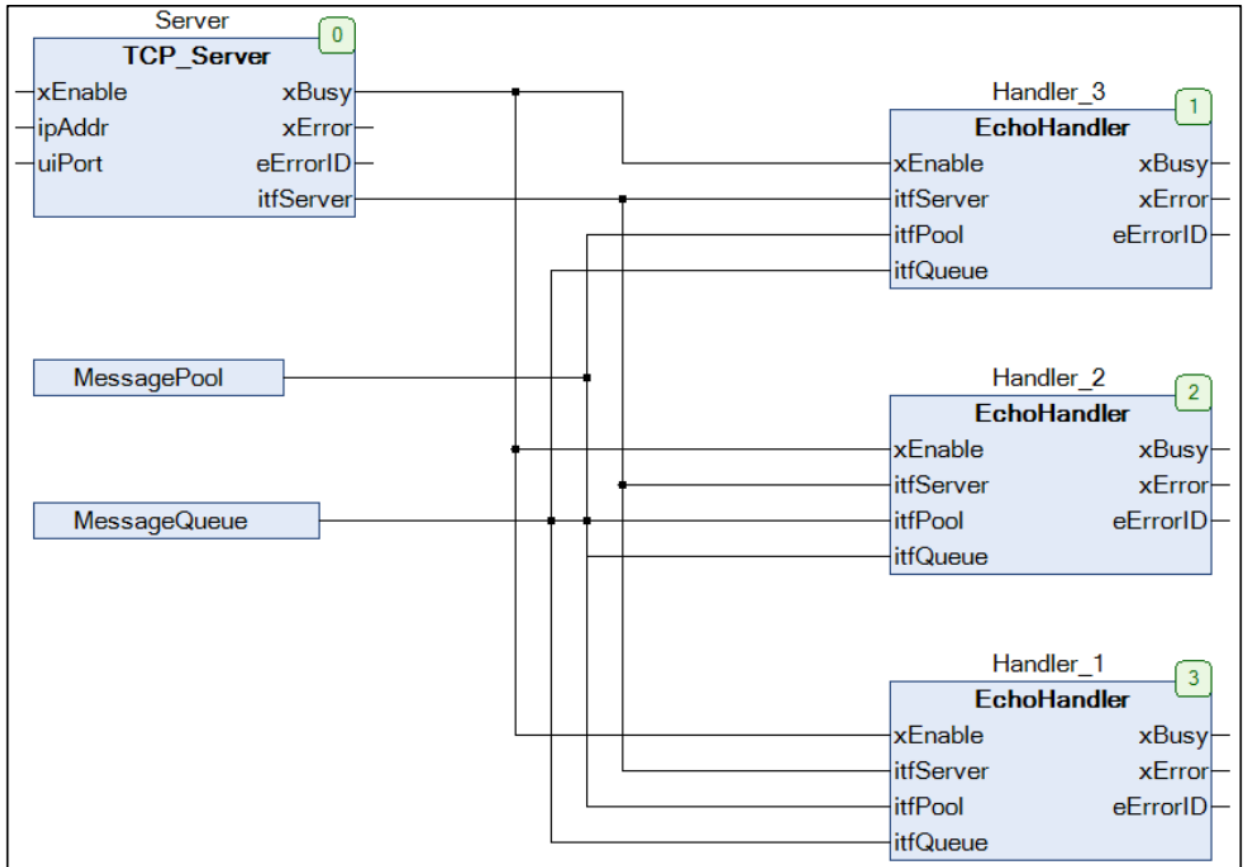 Server
0
TCP_Server
xEnable xBusy
ipAddr xError
uiPort eErrorID
itfServer
Handler_3
1
EchoHandler
xEnable xBusy
itfServer xError
itfPool eErrorID
itfQueue
MessagePool
Handler_2
2
EchoHandler
xEnable xBusy
itfServer xError
MessageQueue
itfPool eErrorID
itfQueue
Handler_1
3
EchoHandler
xEnable xBusy
itfServer xError
itfPool eErrorID
itfQueue